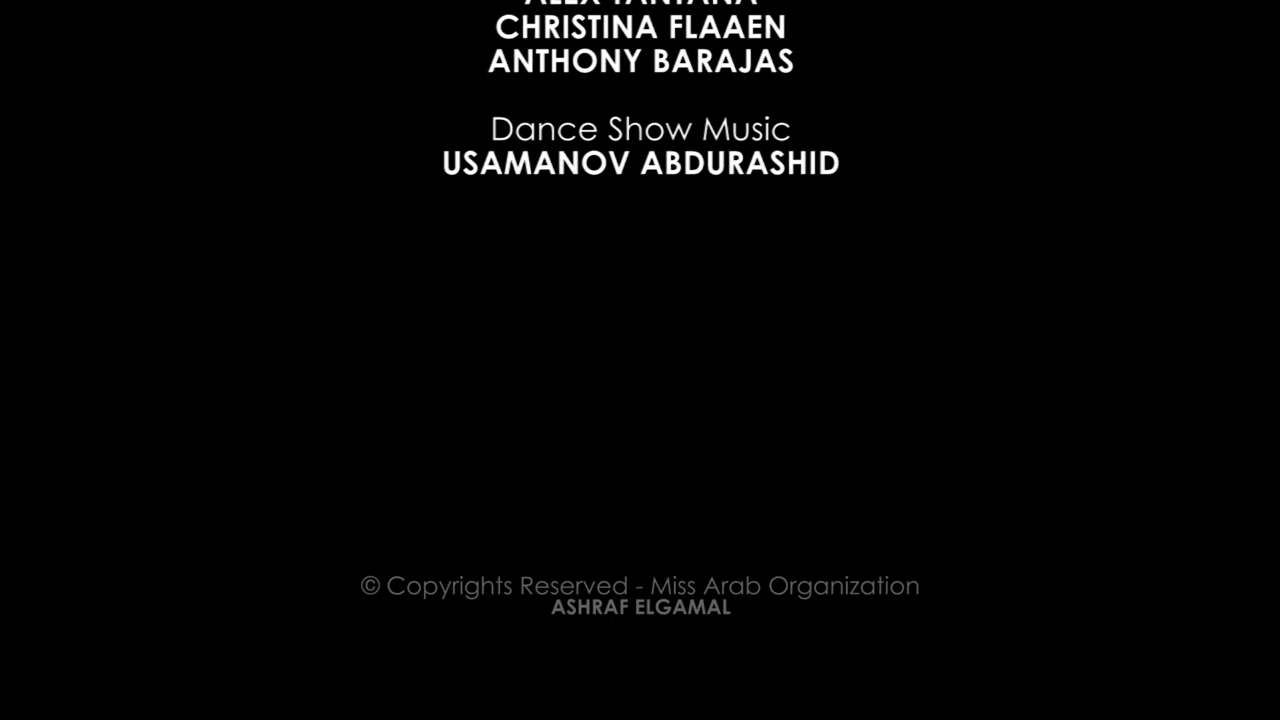 CHRISTINA FLAAEN
ANTHONY BARAJAS
Dance Show Music
USAMANOV ABDURASHID
© Copyrights Reserved - Miss Arab Organization
ASHRAF ELGAMAL